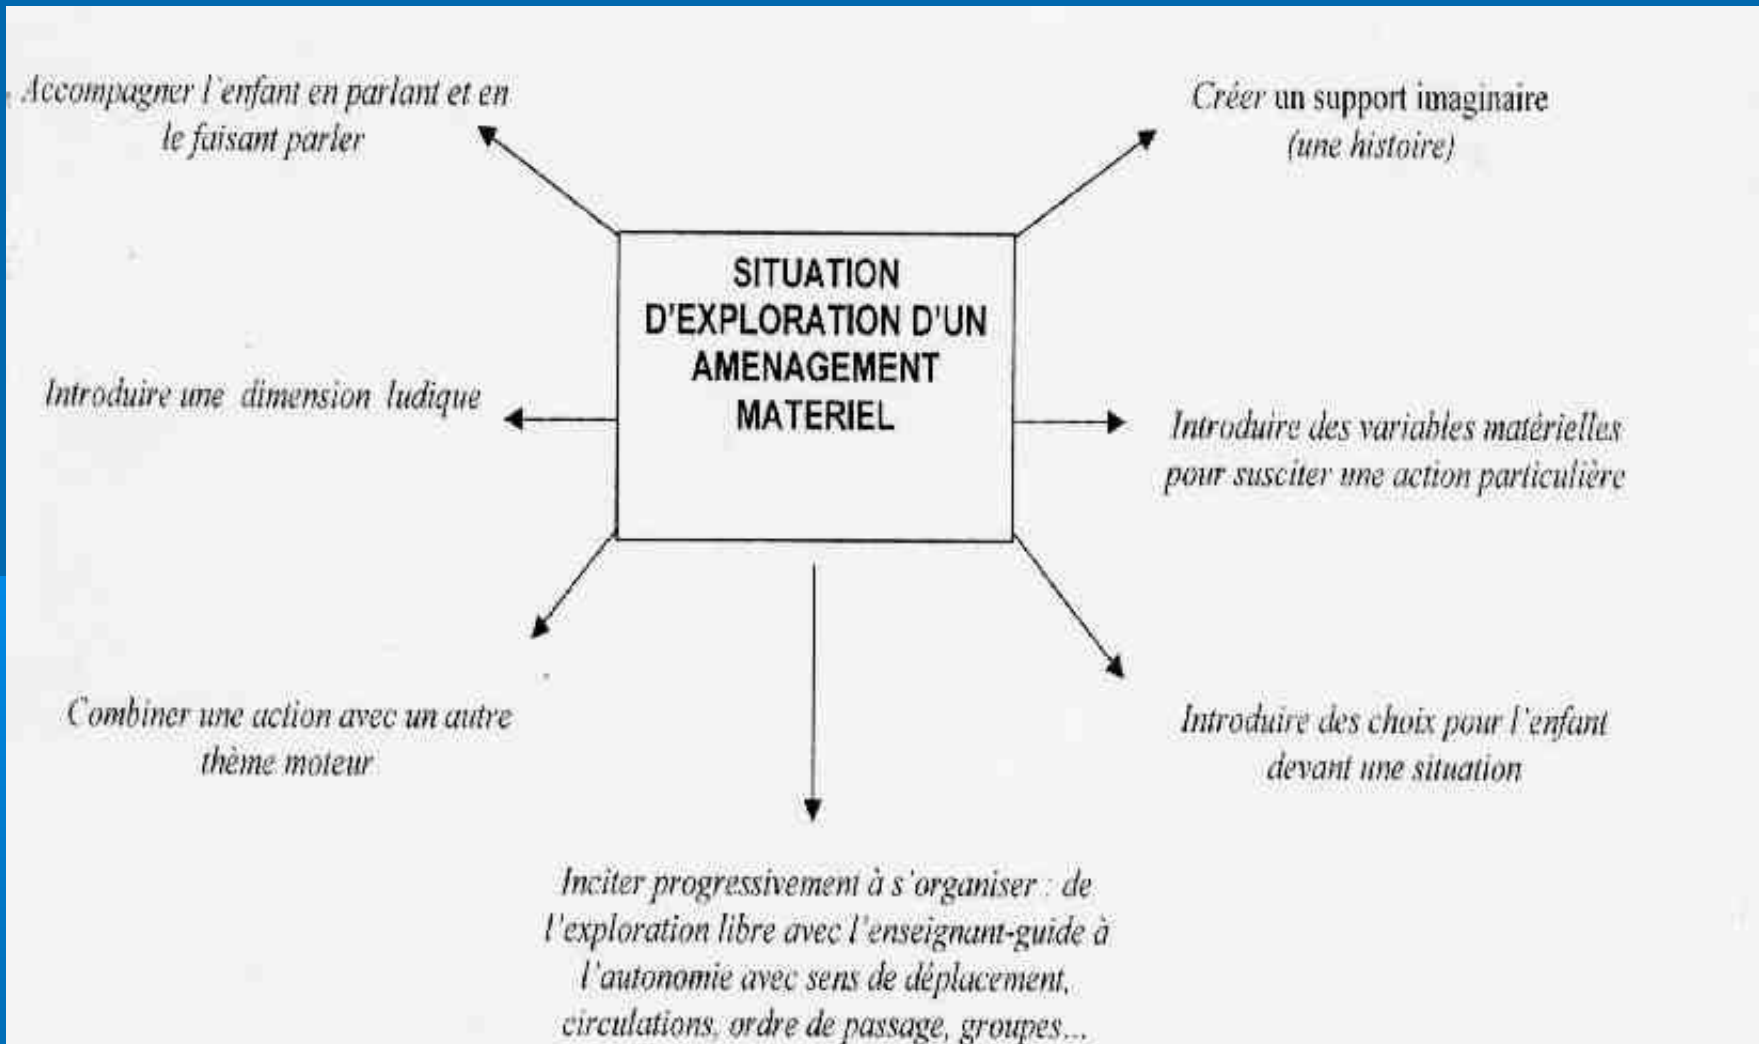 Accompagner l'enfant en parlant et en
le faisant parler
Créer un support imaginaire
(une histoire)
SITUATION
D'EXPLORATION D'UN
AMENAGEMENT
MATERIEL
Introduire une dimension ludique
Introduire des variables matérielles
pour susciter une action particulière
Combiner une action avec un autre
thème moteur
Introduire des choix pour l'enfant
devant une situation
Inciter progressivement à s'organiser : de
l'exploration libre avec l'enseignant-guide à
l'autonomie avec sens de déplacement,
circulations, ordre de passage, groupes...